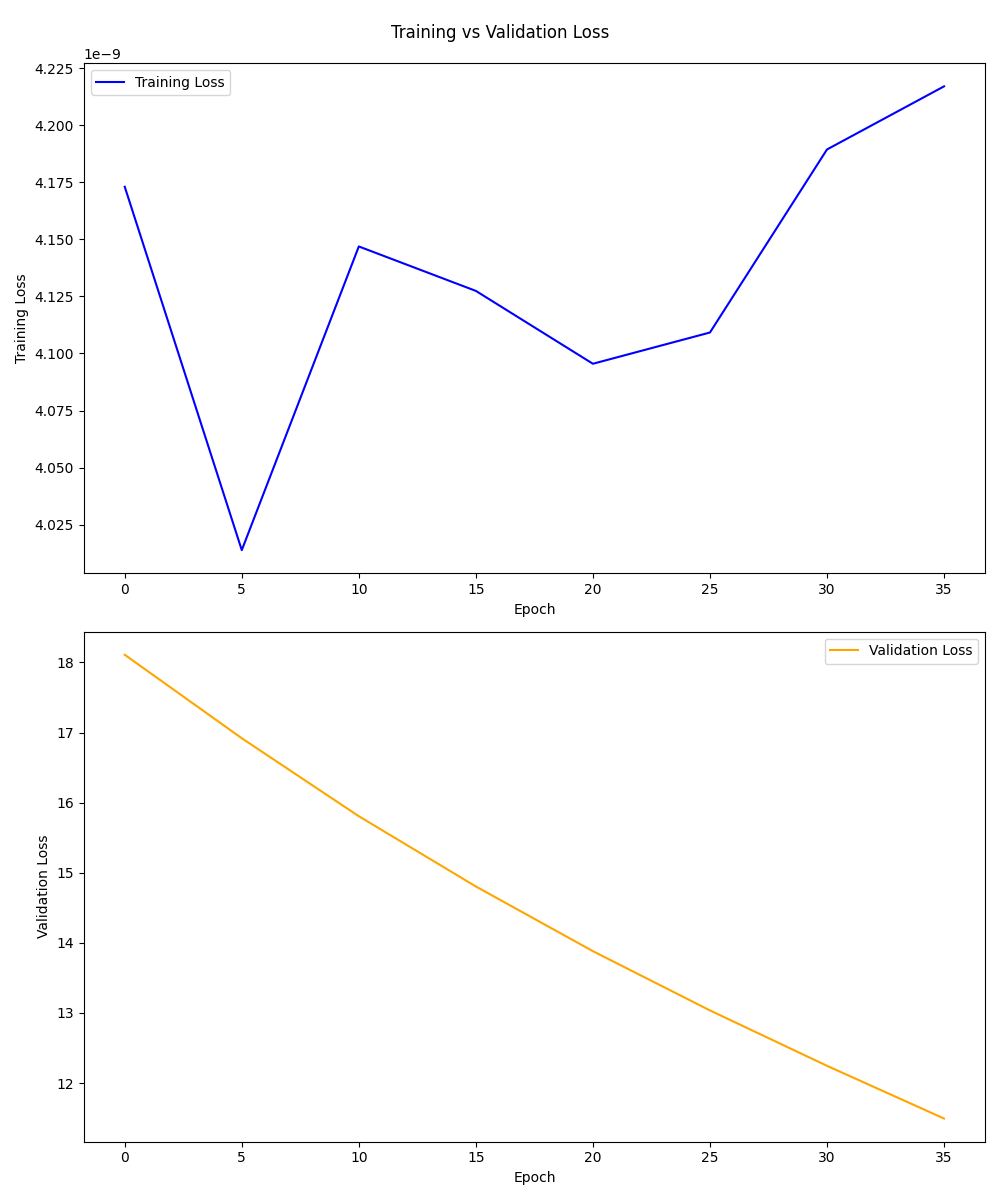 Training vs Validation Loss
1e−9
Training Loss
4.225
4.200
4.175
4.150
4.125
4.100
4.075
4.050
4.025
Training Loss
0 5 10 15 20 25 30 35
Epoch
Validation Loss
18
17
16
15
14
13
12
Validation Loss
0 5 10 15 20 25 30 35
Epoch